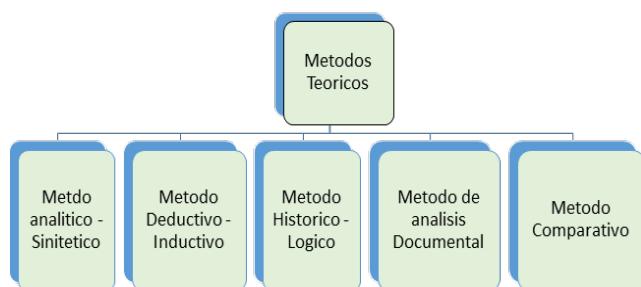 Metodos
Teoricos
Metdo
analitico -
Sinitetico
Metodo
Deductivo -
Inductivo
Metodo
Historico -
Logico
Metodo de
analisis
Documental
Metodo
Comparativo